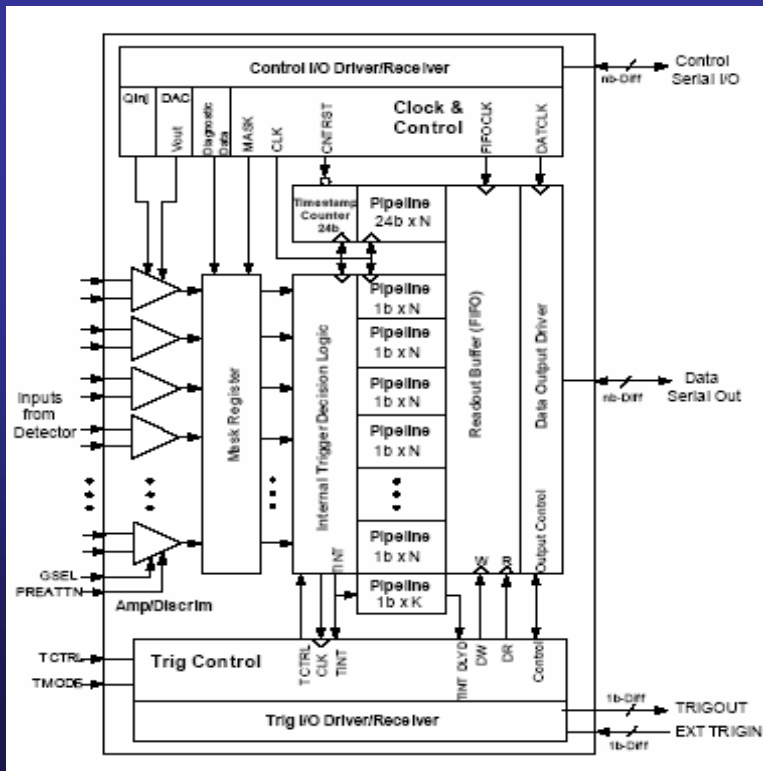 Control I/O Driver/Receiver
nb-Diff
Control
Serial I/O
QInj
DAC
Vout
Diagnostic
Data
MASK
CLK
Clock &
Control
CNTRST
FIFOCLK
DATCLK
Timestamp
Counter
24b
Pipeline
24b x N
Pipeline
1b x N
Pipeline
1b x N
Pipeline
1b x N
Pipeline
1b x N
Pipeline
1b x N
Pipeline
1b x K
Inputs
from
Detector
Mask Register
Internal Trigger Decision Logic
TINT
Readout Buffer (FIFO)
Data Output Driver
Output Control
nb-Diff
Data
Serial Out
GSEL
PREATTN
Amp/Discrim
TCTRL
TMODE
Trig Control
TCTRL
CLK
TINT
TINT DLYD
DW
DR
Control
Trig I/O Driver/Receiver
1b-Diff
TRIGOUT
EXT TRIGIN
1b-Diff